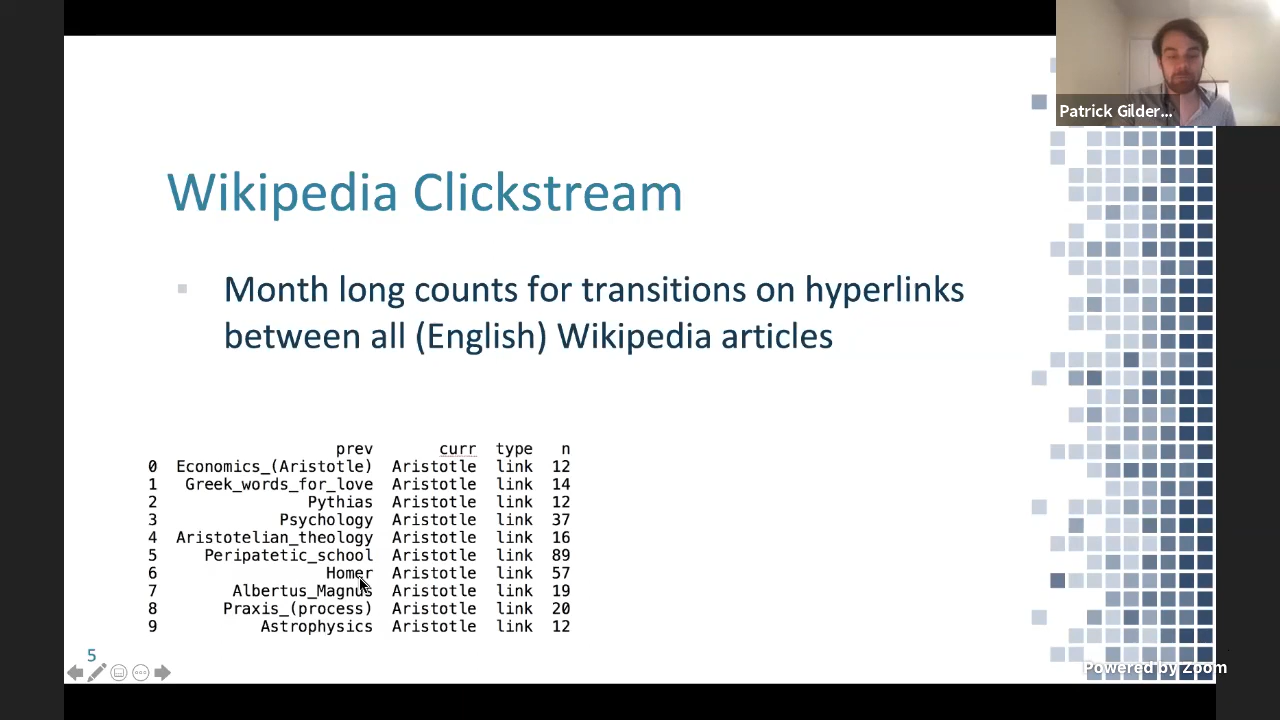 Patrick Gilder...
Wikipedia Clickstream
Month long counts for transitions on hyperlinks
between all (English) Wikipedia articles
prev curr type n
0 Economics_(Aristotle) Aristotle link 12
1 Greek_words_for_love Aristotle link 14
2 Pythias Aristotle link 12
3 Psychology Aristotle link 37
4 Aristotelian_theology Aristotle link 16
5 Peripatetic_school Aristotle link 89
6 Homer Aristotle link 57
7 Albertus_Magnus Aristotle link 19
8 Praxis_(process) Aristotle link 20
9 Astrophysics Aristotle link 12
5
Powered by Zoom